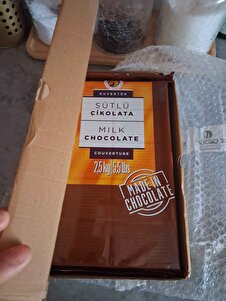 KUVERTÜR
SÜTLÜ
ÇİKOLATA
MILK
CHOCOLATE
COUVERTURE
2,5 kg / 5.5 lbs
MADE IN
CHOCOLATE